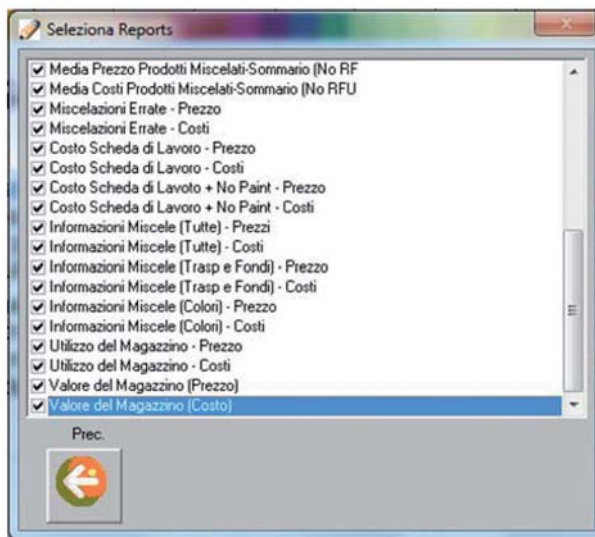 Seleziona Reports
Media Prezzo Prodotti Miscelati-Sommario (No RF
Media Costi Prodotti Miscelati-Sommario (No RFU
Miscelazioni Errate - Prezzo
Miscelazioni Errate - Costi
Costo Scheda di Lavoro - Prezzo
Costo Scheda di Lavoro - Costi
Costo Scheda di Lavoto + No Paint - Prezzo
Costo Scheda di Lavoro + No Paint - Costi
Informazioni Miscele (Tutte) - Prezzi
Informazioni Miscele (Tutte) - Costi
Informazioni Miscele (Trasp e Fondi) - Prezzo
Informazioni Miscele (Trasp e Fondi) - Costi
Informazioni Miscele (Colori) - Prezzo
Informazioni Miscele (Colori) - Costi
Utilizzo del Magazzino - Prezzo
Utilizzo del Magazzino - Costi
Valore del Magazzino (Prezzo)
Valore del Magazzino (Costo)
Prec.